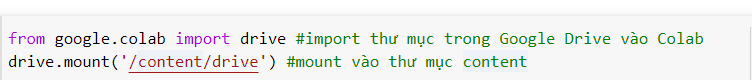 from google.colab import drive #import thư mục trong Google Drive vào Colab
drive.mount('/content/drive') #mount vào thư mục content